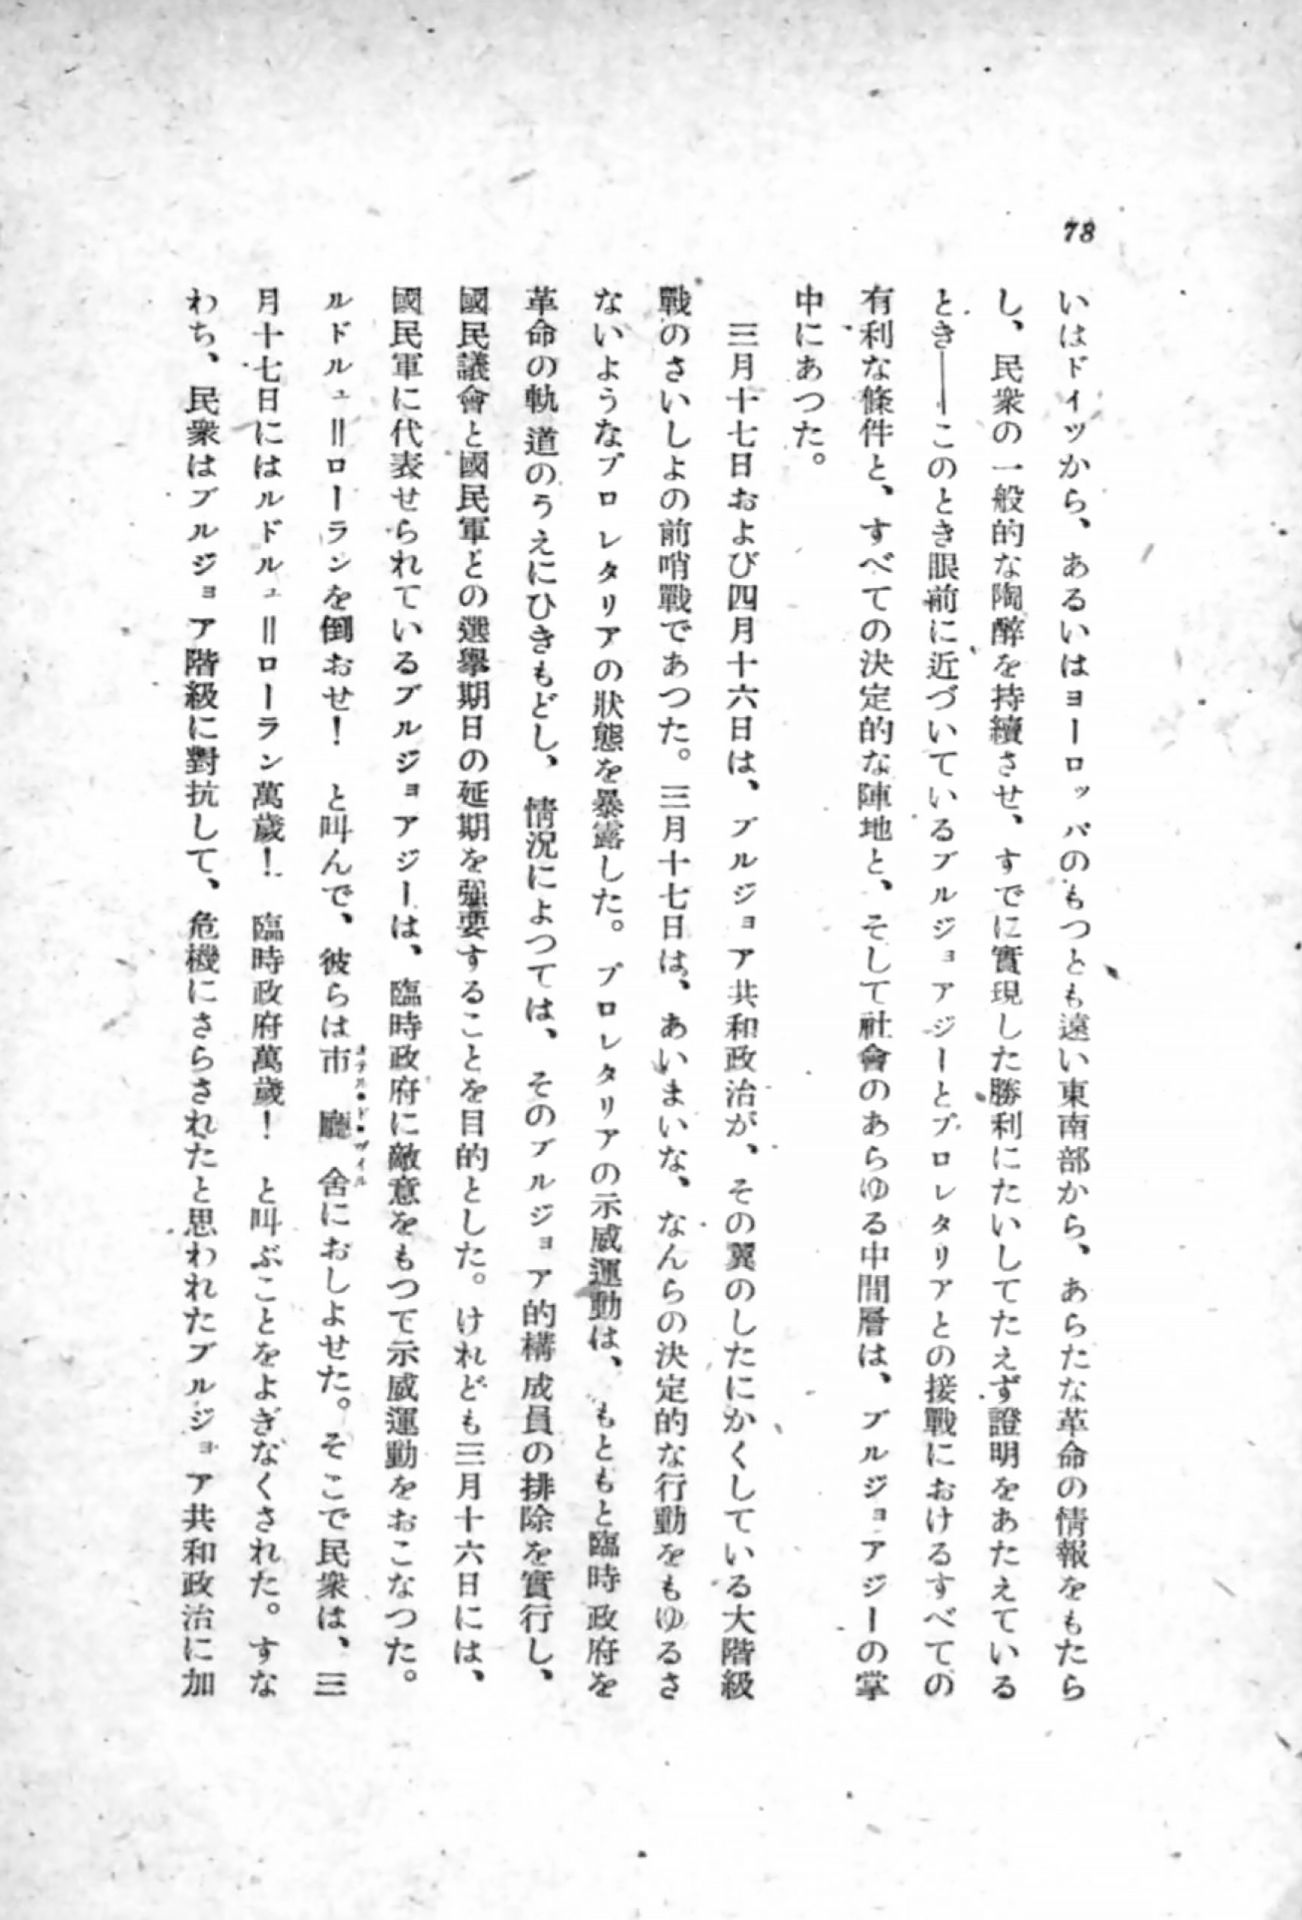 78
いはドイツから、あるいはヨーロッパのもつとも遠い東南部から、あらたな革命の情報をもたら
し、民衆の一般的な陶醉を持續させ、すでに實現した勝利にたいしてたえず證明をあたえている
とき――このとき眼前に近づいているブルジョアジーとプロレタリアとの接戰におけるすべての
有利な條件と、すべての決定的な陣地と、そして社會のあらゆる中間層は、ブルジョアジーの掌
中にあつた。
三月十七日および四月十六日は、ブルジョア共和政治が、その翼のしたにかくしている大階級
戰のさいしよの前哨戰であつた。三月十七日は、あいまいな、なんらの決定的な行動をもゆるさ
ないようなプロレタリアの狀態を暴露した。プロレタリアの示威運動は、もともと臨時政府を
革命の軌道のうえにひきもどし、情況によつては、そのブルジョア的構成員の排除を實行し、
國民議會と國民軍との選擧期日の延期を強要することを目的とした。けれども三月十六日には、
國民軍に代表せられているブルジョアジーは、臨時政府に敵意をもつて示威運動をおこなつた。
ルドルュ＝ローランを倒おせ！　と叫んで、彼らは市廳舍におしよせた。そこで民衆は、三
オテル・ド・ヴイル
月十七日にはルドルュ＝ローラン萬歲！　臨時政府萬歲！　と叫ぶことをよぎなくされた。すな
わち、民衆はブルジョア階級に對抗して、危機にさらされたと思われたブルジョア共和政治に加